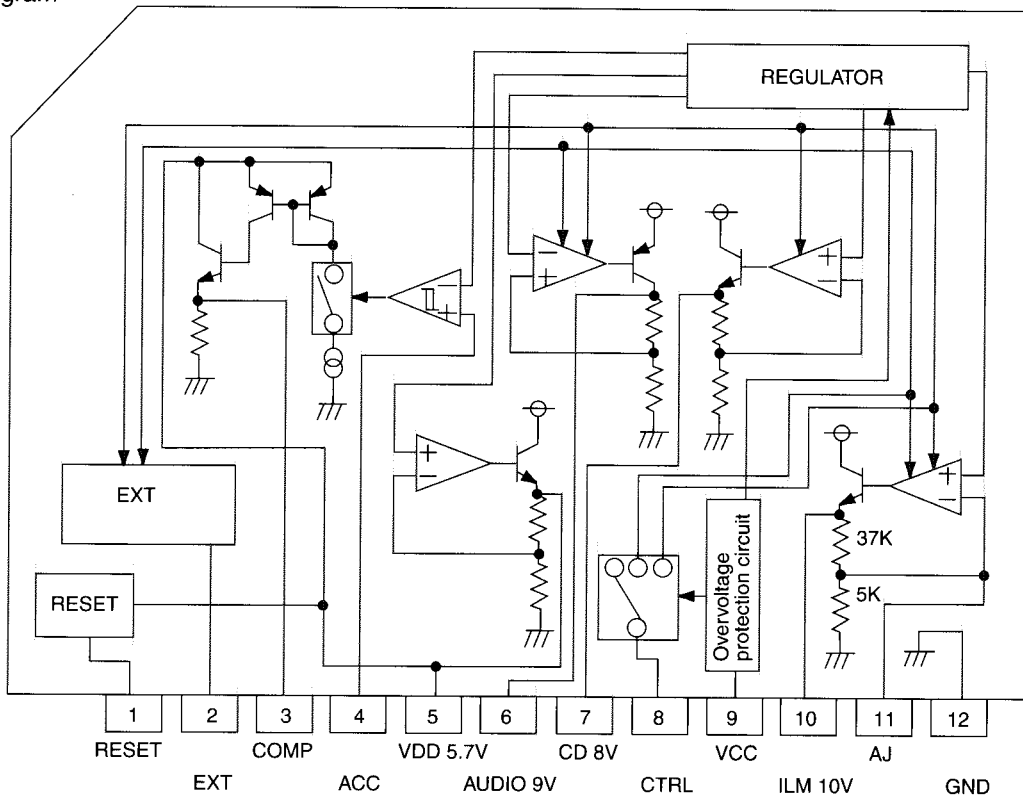 gram
REGULATOR
EXT
RESET
Overvoltage
protection circuit
37K
5K
1 2 3 4 5 6 7 8 9 10 11 12
RESET COMP VDD 5.7V CD 8V VCC AJ
EXT ACC AUDIO 9V CTRL ILM 10V GND